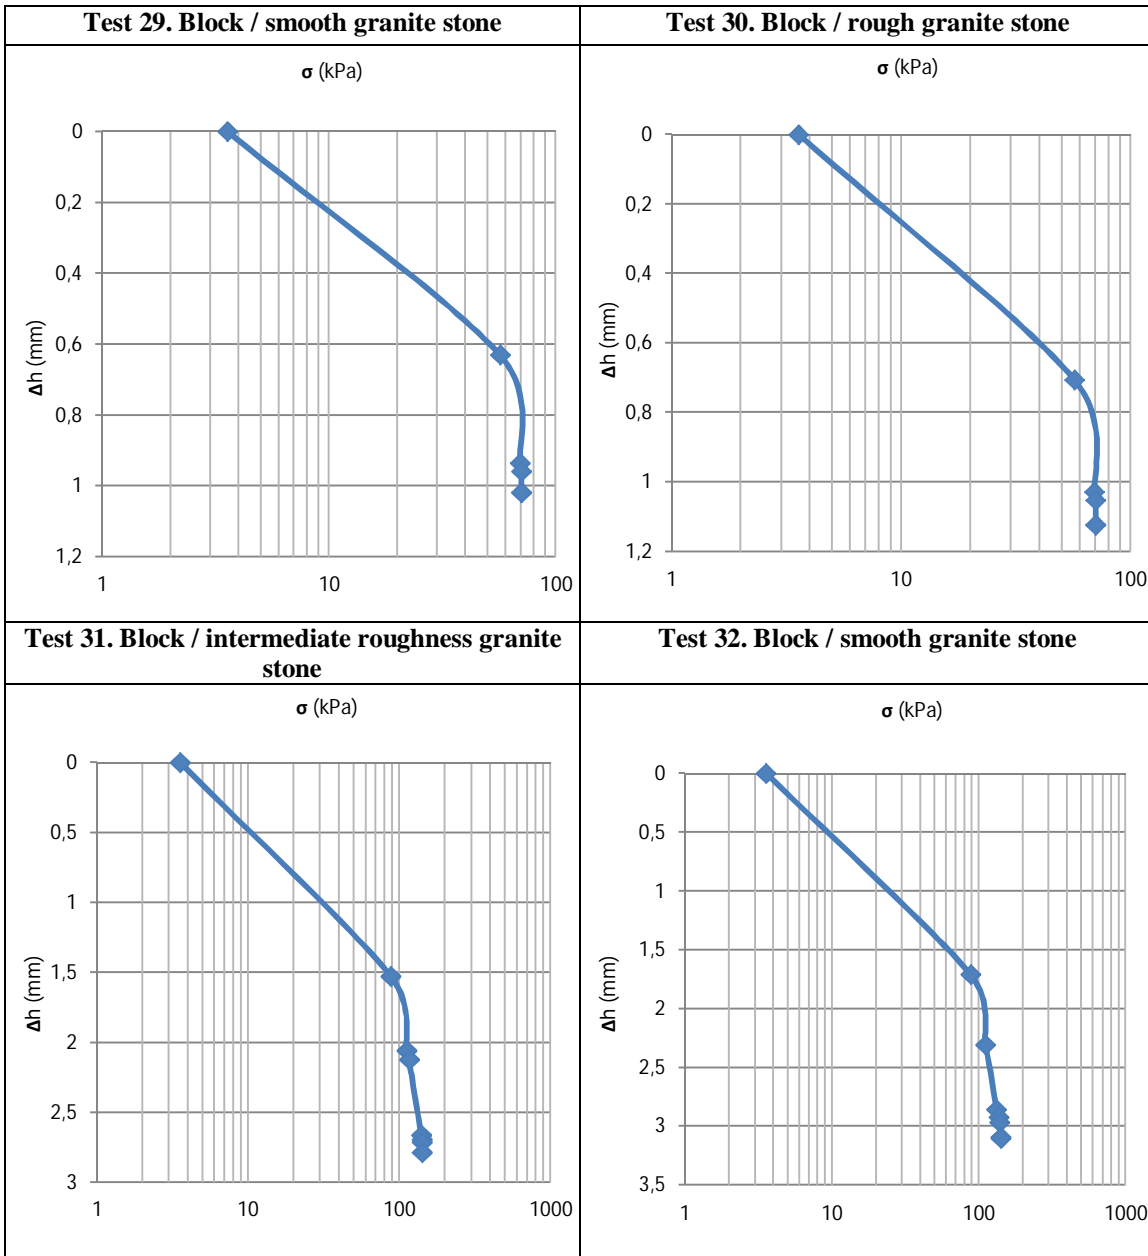 Test 29. Block / smooth granite stone
σ (kPa)
0
0,2
0,4
0,6
0,8
1
1,2
Δh (mm)
1 10 100
Test 30. Block / rough granite stone
σ (kPa)
0
0,2
0,4
0,6
0,8
1
1,2
Δh (mm)
1 10 100
Test 31. Block / intermediate roughness granite
stone
σ (kPa)
0
0,5
1
1,5
2
2,5
3
Δh (mm)
1 10 100 1000
Test 32. Block / smooth granite stone
σ (kPa)
0
0,5
1
1,5
2
2,5
3
3,5
Δh (mm)
1 10 100 1000